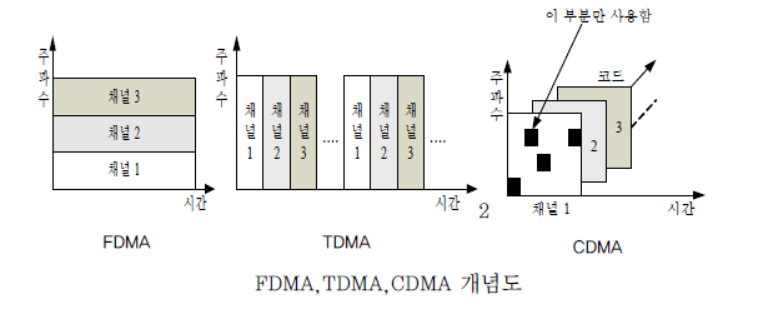 이 부분만 사용함
주파수
채널 3
채널 2
채널 1
시간
FDMA
주파수
채널 1
채널 2
채널 3
....
채널 1
채널 2
채널 3
....
시간
TDMA
주파수
코드
3
2
2
채널 1
시간
CDMA
FDMA,TDMA,CDMA 개념도